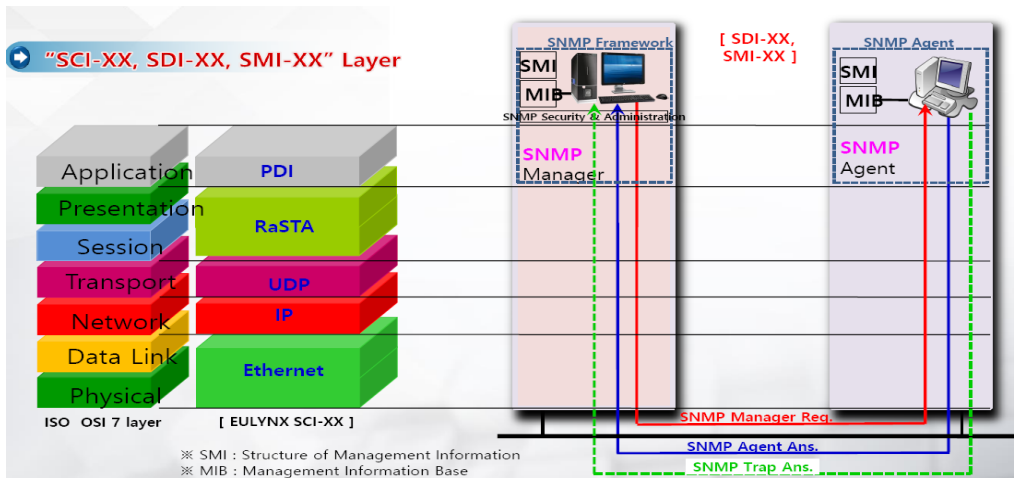 "SCI-XX, SDI-XX, SMI-XX" Layer
Application
Presentation
Session
Transport
Network
Data Link
Physical
ISO OSI 7 layer
PDI
RaSTA
UDP
IP
Ethernet
[ EULYNX SCI-XX ]
SNMP Framework
SMI
MIB
SNMP Security & Administration
SNMP
Manager
[ SDI-XX,
SMI-XX ]
SNMP Agent
SMI
MIB
SNMP
Agent
SNMP Manager Req.
SNMP Agent Ans.
SNMP Trap Ans.
※ SMI : Structure of Management Information
※ MIB : Management Information Base